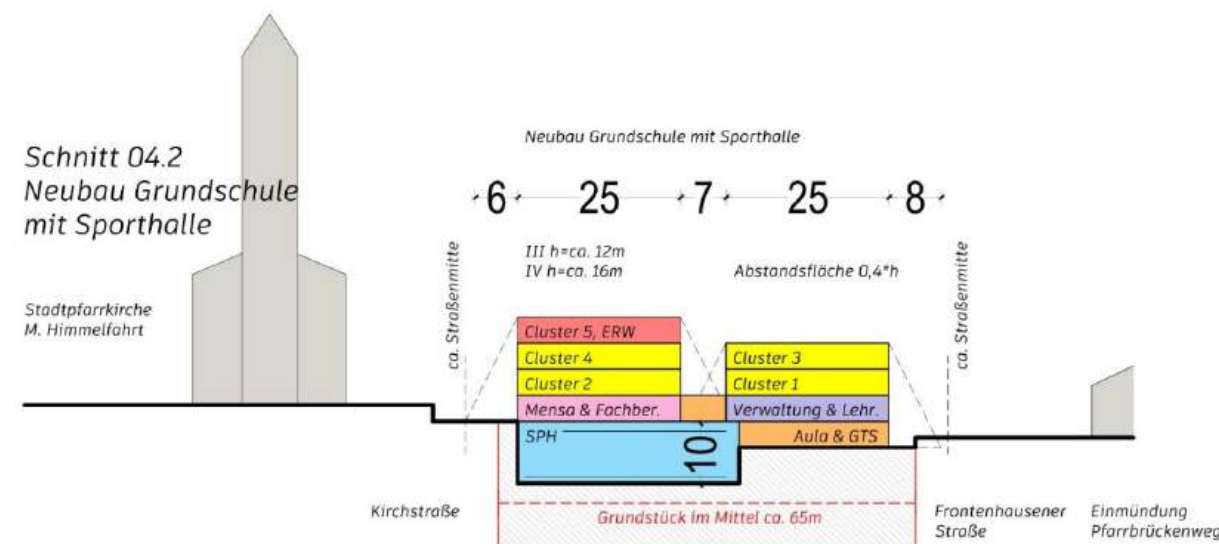 Neubau Grundschule mit Sporthalle
Schnitt 04.2
Neubau Grundschule
mit Sporthalle
6 25 7 25 8
III h=ca. 12m
IV h=ca. 16m
Abstandsfläche 0,4*h
Stadtpfarrkirche
M. Himmelfahrt
ca. Straßenmitte
ca. Straßenmitte
Cluster 5, ERW
Cluster 4
Cluster 3
Cluster 2
Cluster 1
Mensa & Fachber.
Verwaltung & Lehr.
SPH
10
Aula & GTS
Kirchstraße
Grundstück im Mittel ca. 65m
Frontenhausener
Straße
Einmündung
Pfarrbrückenweg